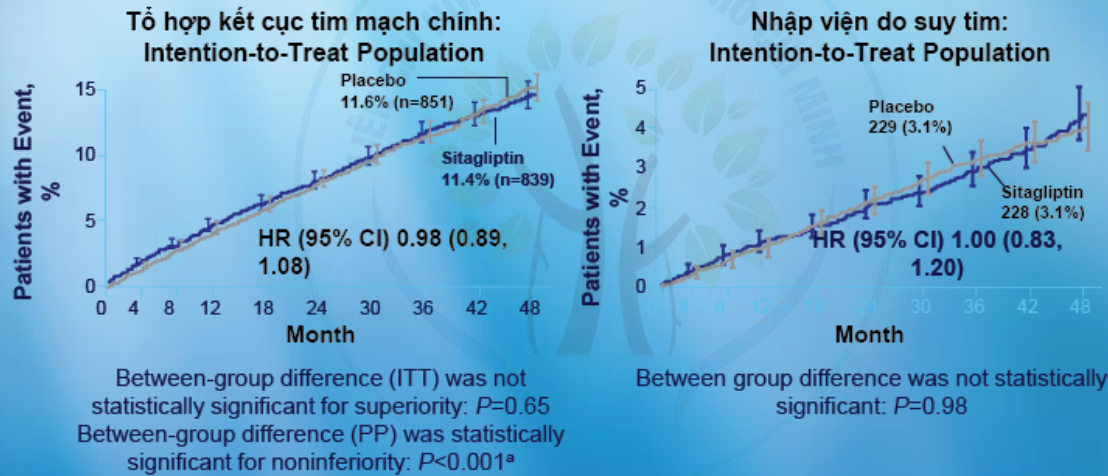 Tổ hợp kết cục tim mạch chính:
Intention-to-Treat Population
Patients with Event,
%
15
10
5
0
Placebo
11.6% (n=851)
Sitagliptin
11.4% (n=839)
HR (95% CI) 0.98 (0.89,
1.08)
0 4 8 12 18 24 30 36 42 48
Month
Between-group difference (ITT) was not
statistically significant for superiority: P=0.65
Between-group difference (PP) was statistically
significant for noninferiority: P<0.001ª
Nhập viện do suy tim:
Intention-to-Treat Population
Patients with Event,
%
5
4
3
2
1
0
Placebo
229 (3.1%)
Sitagliptin
228 (3.1%)
HR (95% CI) 1.00 (0.83,
1.20)
0 4 8 12 18 24 30 36 42 48
Month
Between group difference was not statistically
significant: P=0.98
MINH